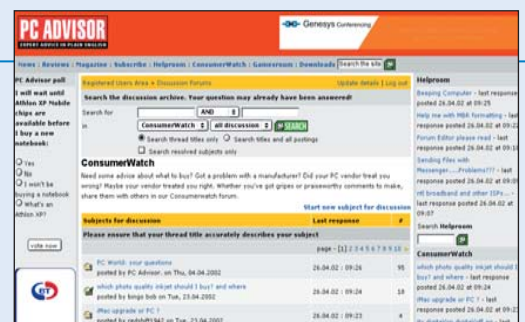 PC ADVISOR
EXPERT ADVICE IN PLAIN ENGLISH
Genesys Conferencing
News | Reviews | Magazine | Subscribe | Helproom | ConsumerWatch | Gamesroom | Downloads Search the site
PC Advisor poll
I will wait until
Athlon XP Mobile
chips are
available before
I buy a new
notebook:
Yes
No
I won't be
buying a notebook
What's an
Athlon XP?
vote now
BT
Registered Users Area > Discussion Forums
Update details | Log out
Search the discussion archive. Your question may already have been answered!
Search for
AND
in
ConsumerWatch
all discussion
SEARCH
Search thread titles only
Search titles and all postings
Search resolved subjects only
ConsumerWatch
Need some advice about what to buy? Got a problem with a manufacturer? Did your PC vendor treat you
wrong? Maybe your vendor treated you right. Whether you've got gripes or praiseworthy comments to make,
share them with others in our Consumerwatch forum.
Start new subject for discussion
Subjects for discussion
Last response
#
Please ensure that your thread title accurately describes your subject
page - [1] 2 3 4 5 6 7 8 9 10
PC World: your questions
posted by PC Advisor. on Thu, 04.04.2002
26.04.02 : 09:26
95
which photo quality inkjet should I buy? and where
posted by bingo bob on Tue, 23.04.2002
26.04.02 : 09:24
10
iMac upgrade or PC ?
26.04.02 : 09:23
4
Helproom
Beeping Computer - last response
posted 26.04.02 at 09:25
Help me with MBR formatting - last
response posted 26.04.02 at
Forum Editor please read - last
response posted 26.04.02 at
Sending Files with
Messenger.....Problems??? - last
response posted 26.04.02 at
ntl broadband and other ISPs... -
last response posted 26.04.02 at
09:07
Search Helproom
ConsumerWatch
which photo quality inkjet should I
buy? and where - last response
posted 26.04.02 at 09:24
iMac upgrade or PC ? - last
response posted 26.04.02 at